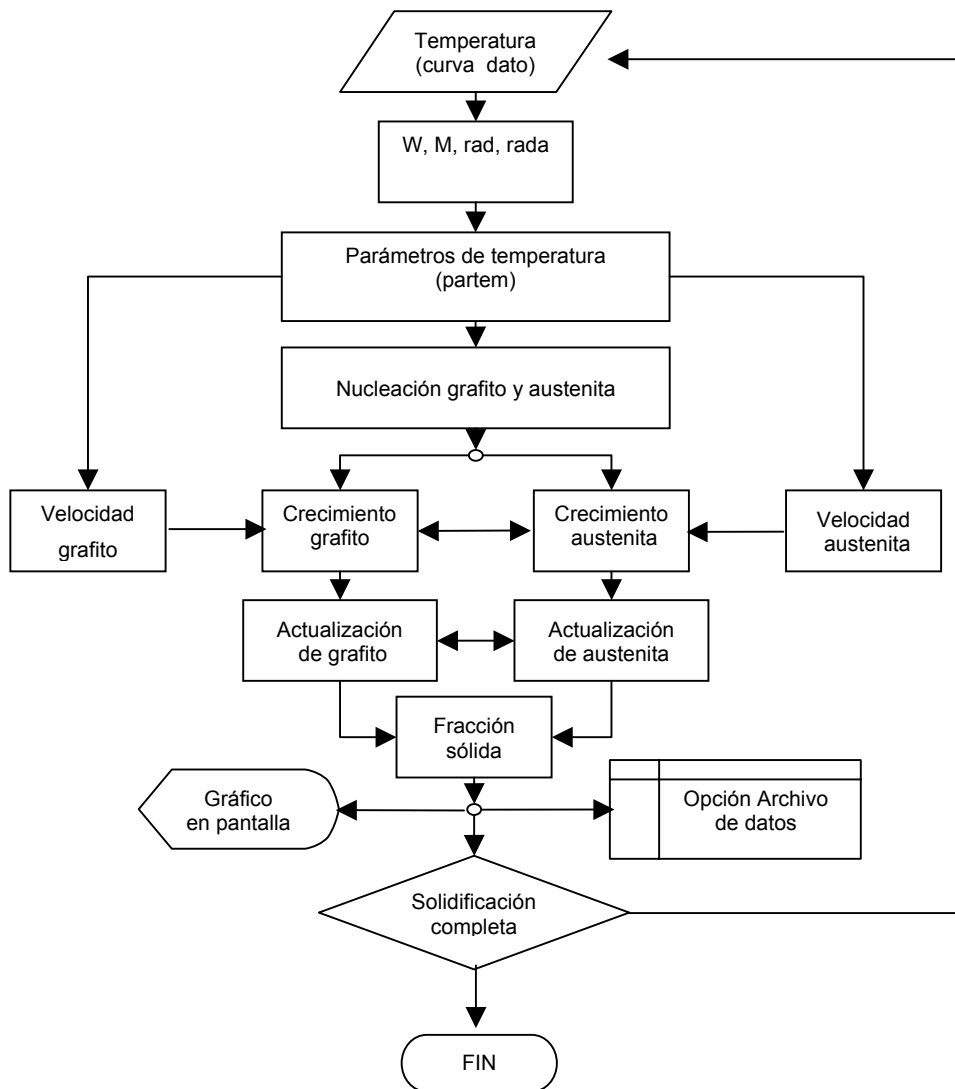 Temperatura
(curva dato)
W, M, rad, rada
Parámetros de temperatura
(partem)
Nucleación grafito y austenita
Velocidad
grafito
Crecimiento
grafito
Crecimiento
austenita
Velocidad
austenita
Actualización
de grafito
Actualización
de austenita
Fracción
sólida
Gráfico
en pantalla
Opción Archivo
de datos
Solidificación
completa
FIN